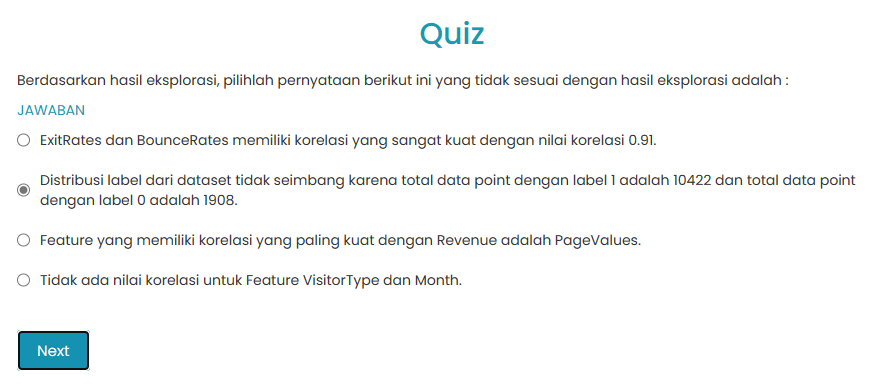 Quiz
Berdasarkan hasil eksplorasi, pilihlah pernyataan berikut ini yang tidak sesuai dengan hasil eksplorasi adalah :
JAWABAN
ExitRates dan BounceRates memiliki korelasi yang sangat kuat dengan nilai korelasi 0.91.
Distribusi label dari dataset tidak seimbang karena total data point dengan label 1 adalah 10422 dan total data point
dengan label 0 adalah 1908.
Feature yang memiliki korelasi yang paling kuat dengan Revenue adalah PageValues.
Tidak ada nilai korelasi untuk Feature VisitorType dan Month.
Next